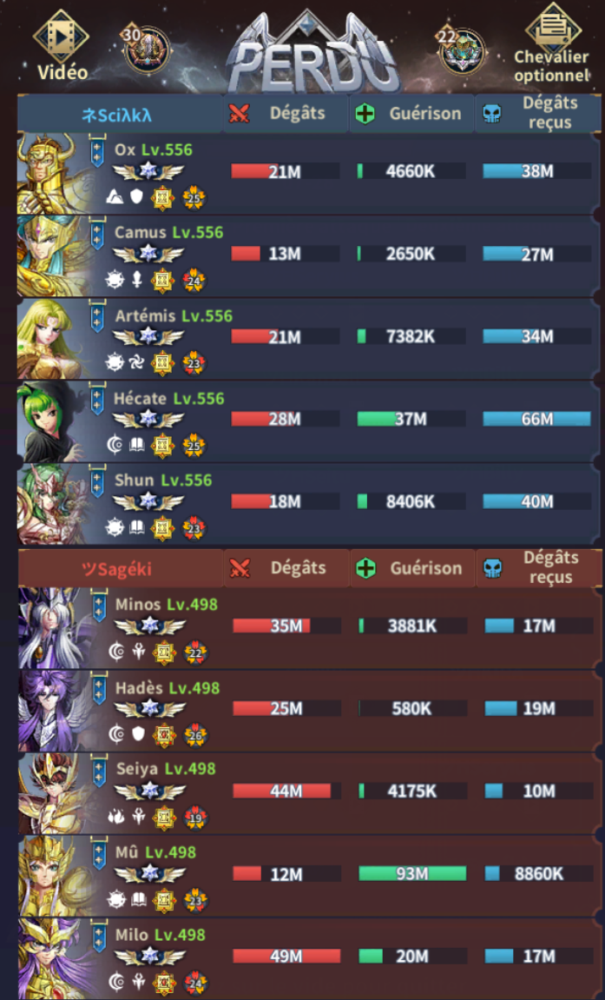 30
PERDU
22
Vidéo
Chevalier
optionnel
ネSciλkλ
Dégâts
Guérison
Dégâts
reçus
Ox Lv.556
21M
4660K
38M
25
Camus Lv.556
13M
2650K
27M
24
Artémis Lv.556
21M
7382K
34M
23
Hécate Lv.556
28M
37M
66M
25
Shun Lv.556
18M
8406K
40M
23
ツSagéki
Dégâts
Guérison
Dégâts
reçus
Minos Lv.498
35M
3881K
17M
22
Hadès Lv.498
25M
580K
19M
26
Seiya Lv.498
44M
4175K
10M
19
Mû Lv.498
12M
93M
8860K
23
Milo Lv.498
49M
20M
17M
24